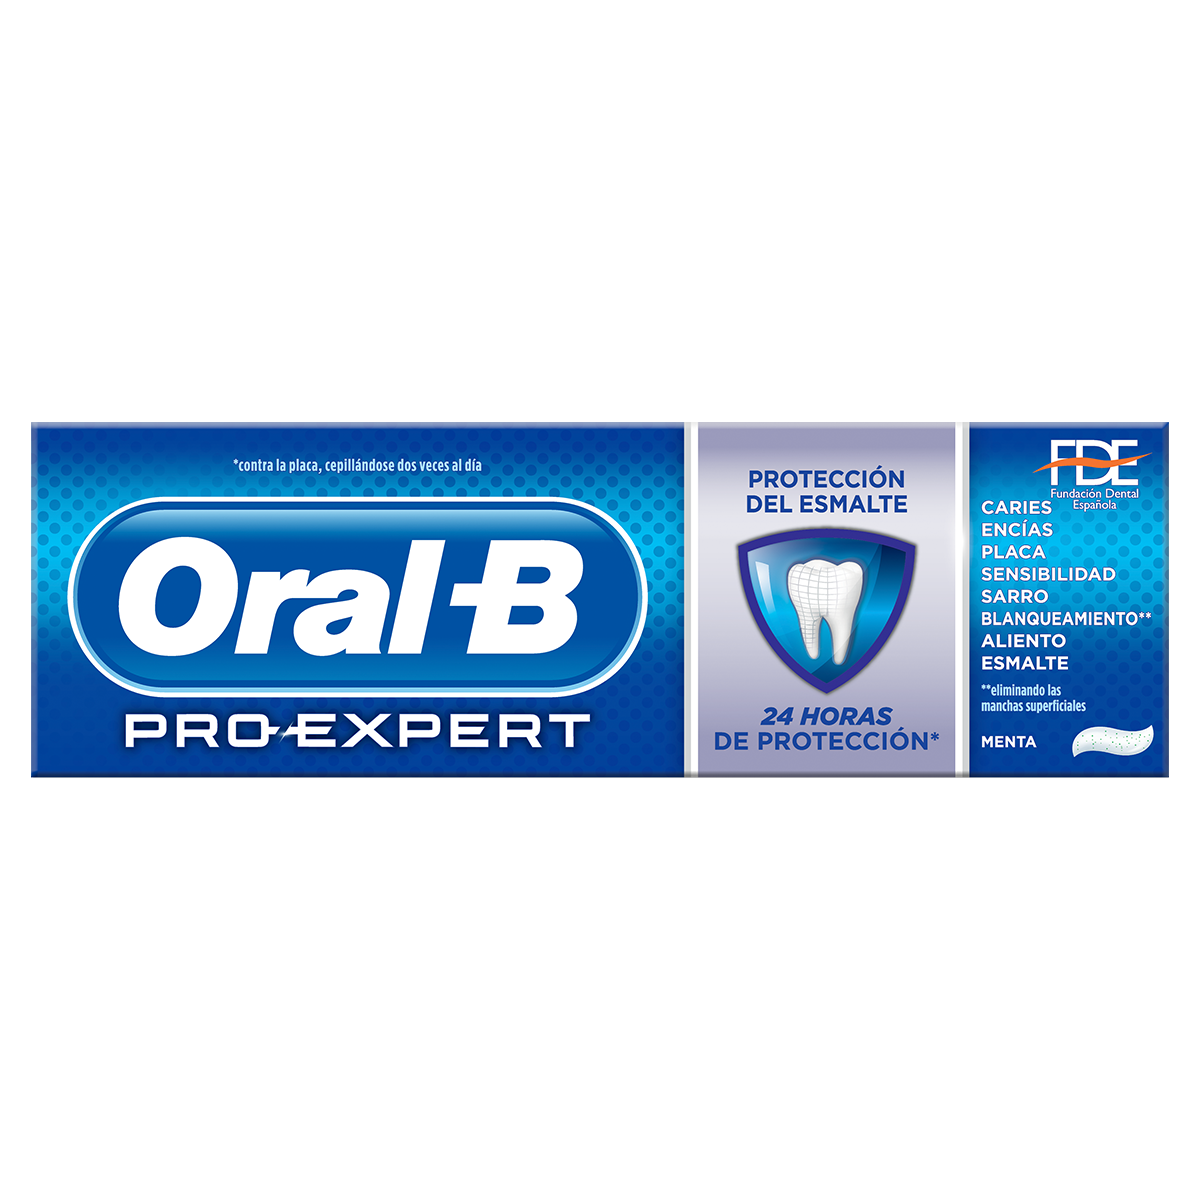 *contra la placa, cepillándose dos veces al día
Oral-B
PRO-EXPERT
PROTECCIÓN
DEL ESMALTE
24 HORAS
DE PROTECCIÓN*
FDE
Fundación Dental
Española
CARIES
ENCÍAS
PLACA
SENSIBILIDAD
SARRO
BLANQUEAMIENTO**
ALIENTO
ESMALTE
**eliminando las
manchas superficiales
MENTA